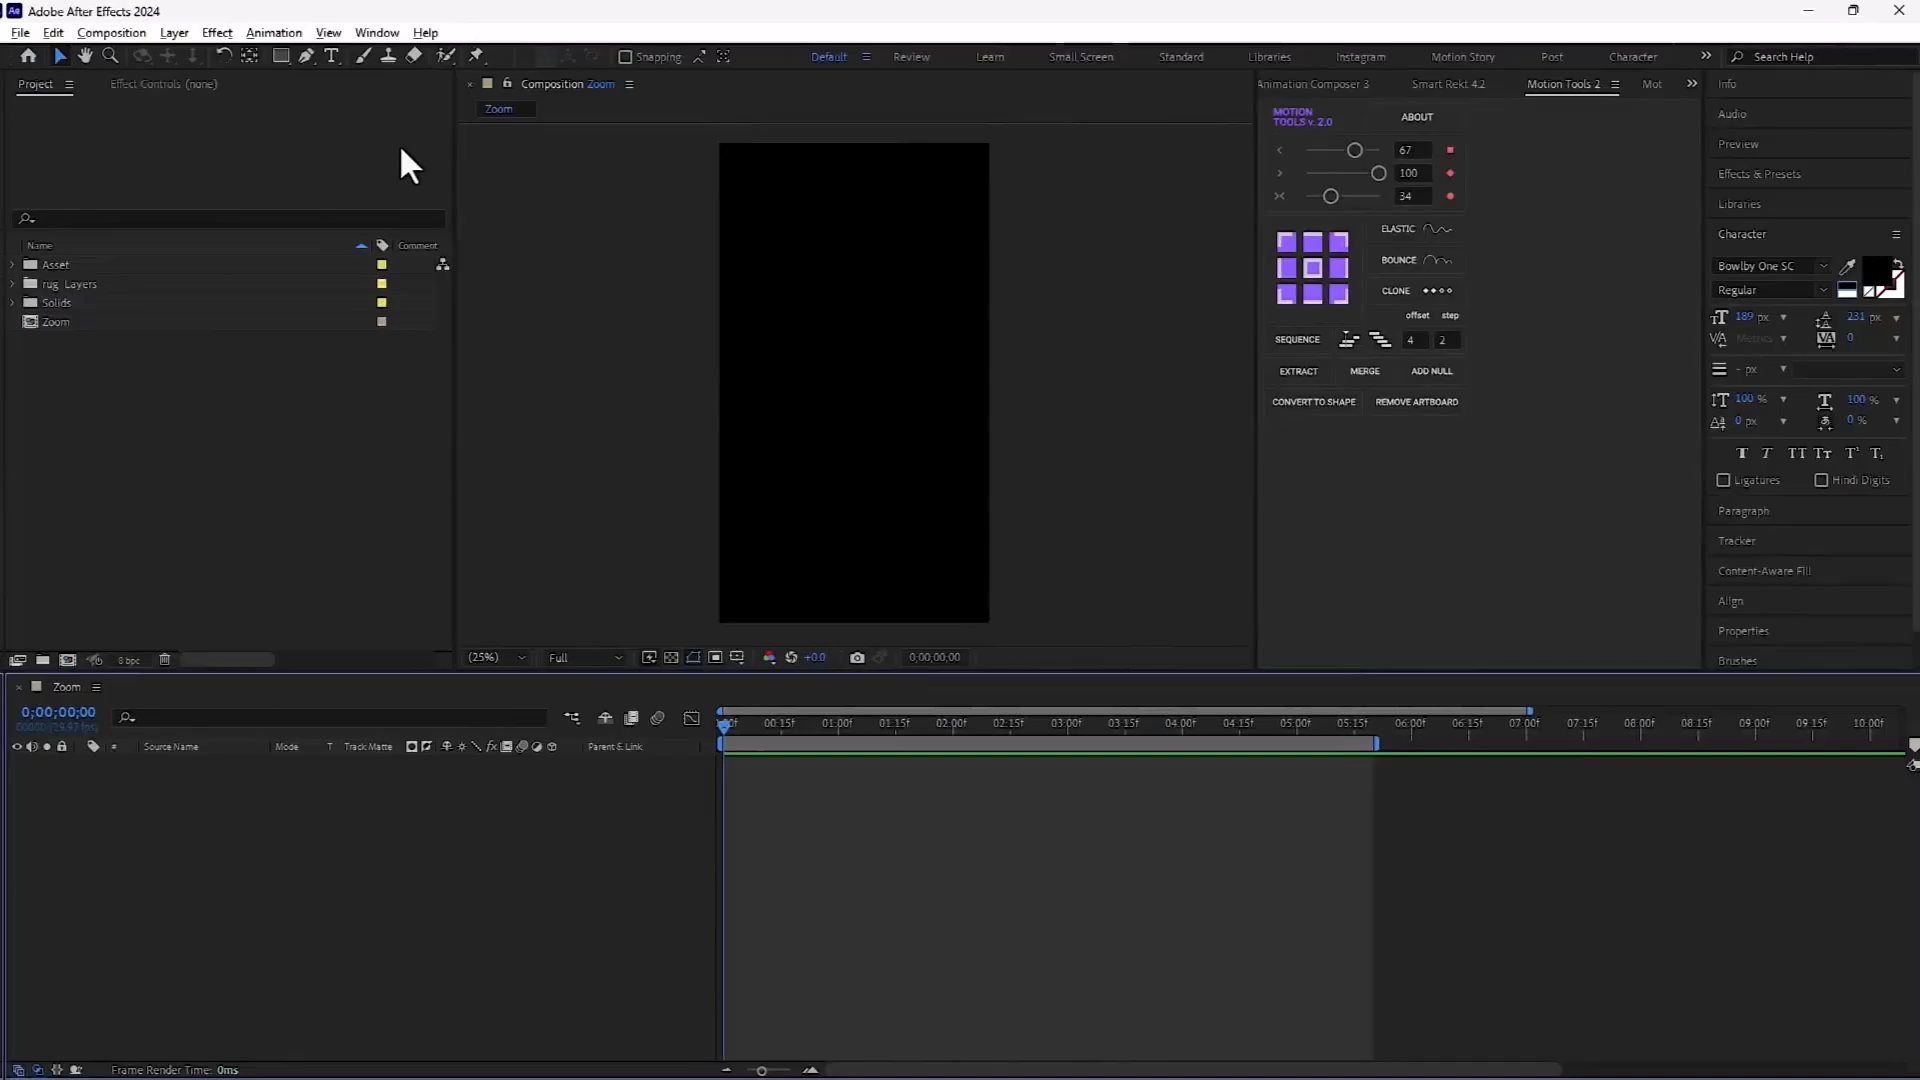 Adobe After Effects 2024
File Edit Composition Layer Effect Animation View Window Help
Snapping Default Review Learn Small Screen Standard Libraries Instagram Motion Story Post Character Search Help
Project Effect Controls (none)
Composition Zoom
Zoom
Animation Composer 3 Smart Rekt 4.2 Motion Tools 2 Mot
MOTION
TOOLS v. 2.0
ABOUT
67
100
34
ELASTIC
BOUNCE
CLONE
offset step
SEQUENCE 4 2
EXTRACT MERGE ADD NULL
CONVERT TO SHAPE REMOVE ARTBOARD
Info
Audio
Preview
Effects & Presets
Libraries
Character
Bowlby One SC
Regular
189 px 231 px
Metrics 0
- px
100 % 100 %
0 px 0 %
Ligatures Hindi Digits
Paragraph
Tracker
Content-Aware Fill
Align
Properties
Brushes
Name Comment
Asset
rug Layers
Solids
Zoom
8 bpc
(25%) Full +0.0 0;00;00;00
Zoom
0;00;00;00
00000 (29.97 fps)
# Source Name Mode T Track Matte Parent & Link
00:15f 01:00f 01:15f 02:00f 02:15f 03:00f 03:15f 04:00f 04:15f 05:00f 05:15f 06:00f 06:15f 07:00f 07:15f 08:00f 08:15f 09:00f 09:15f 10:00f
Frame Render Time: 0ms